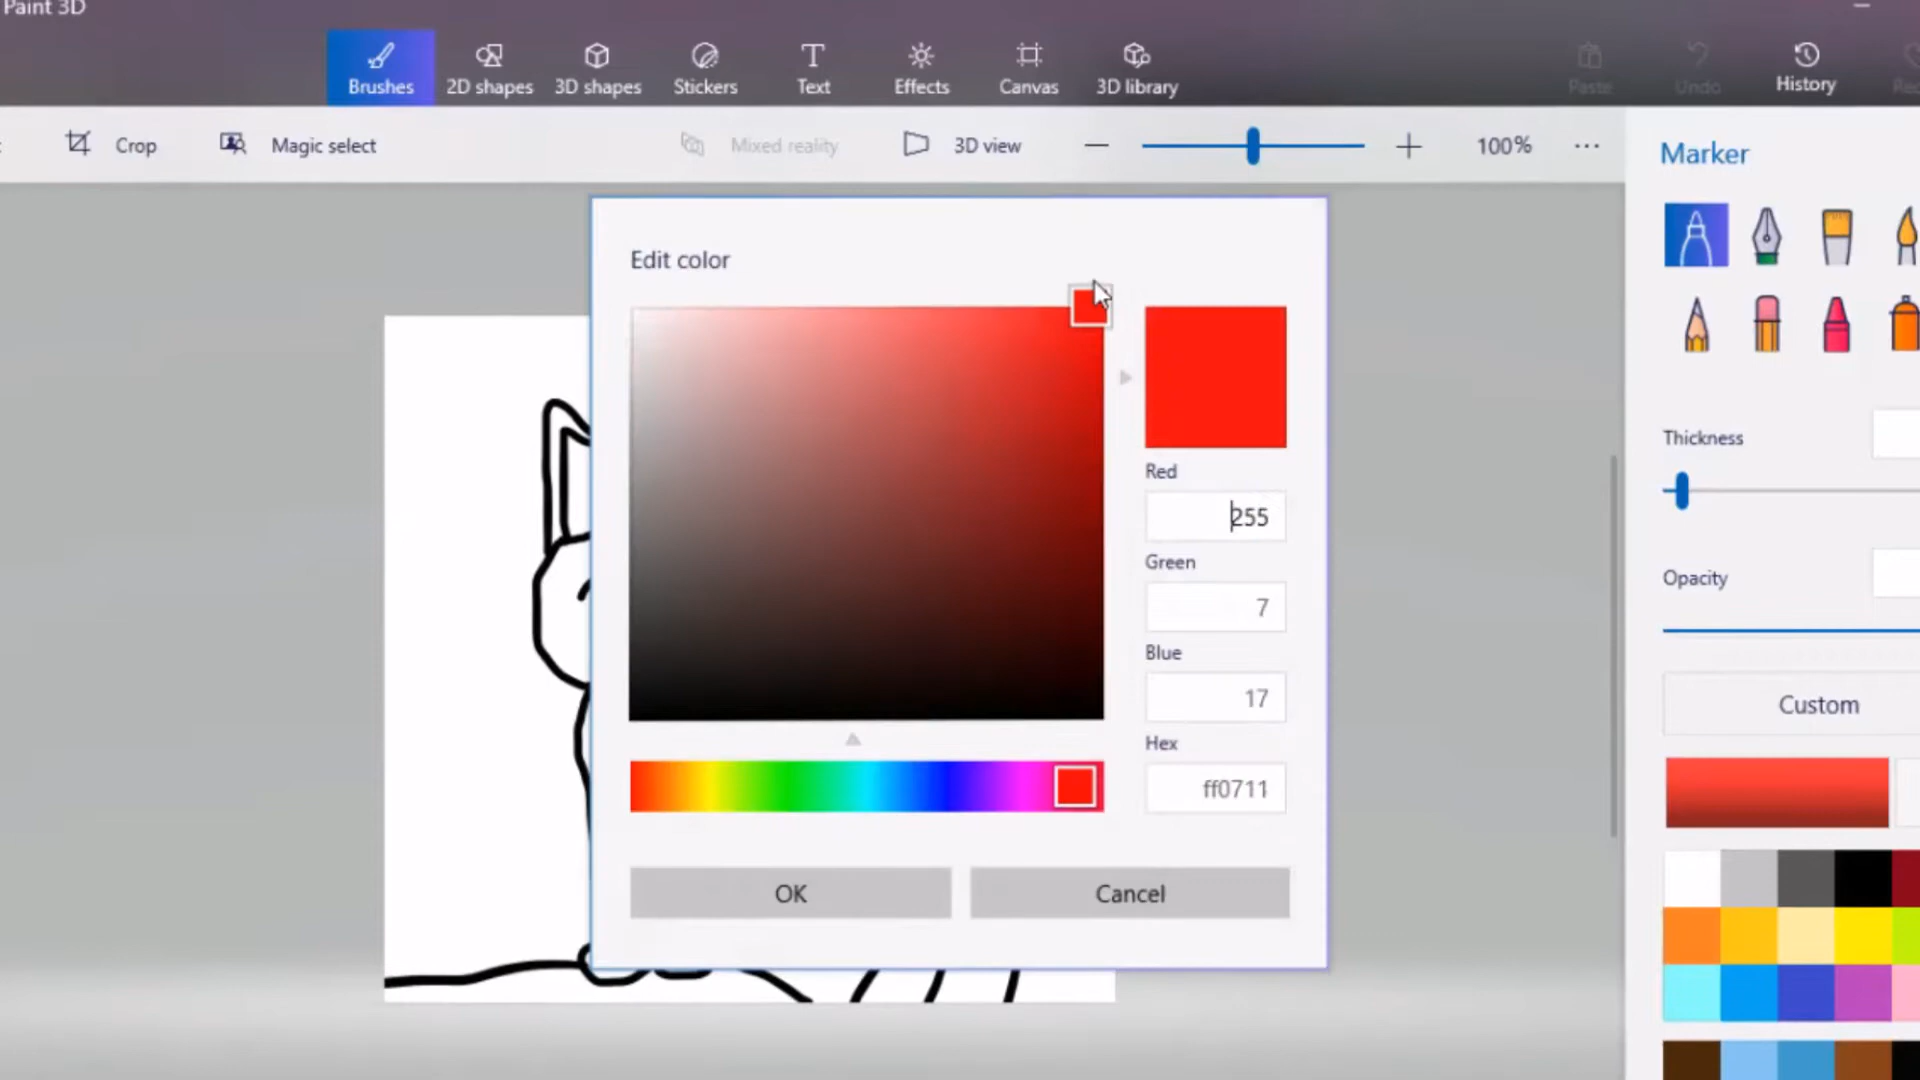 Paint 3D
Brushes
2D shapes
3D shapes
Stickers
Text
Effects
Canvas
3D library
Paste
Undo
History
Crop
Magic select
Mixed reality
3D view
100%
Marker
Edit color
Red
255
Green
7
Blue
17
Hex
ff0711
OK
Cancel
Thickness
Opacity
Custom